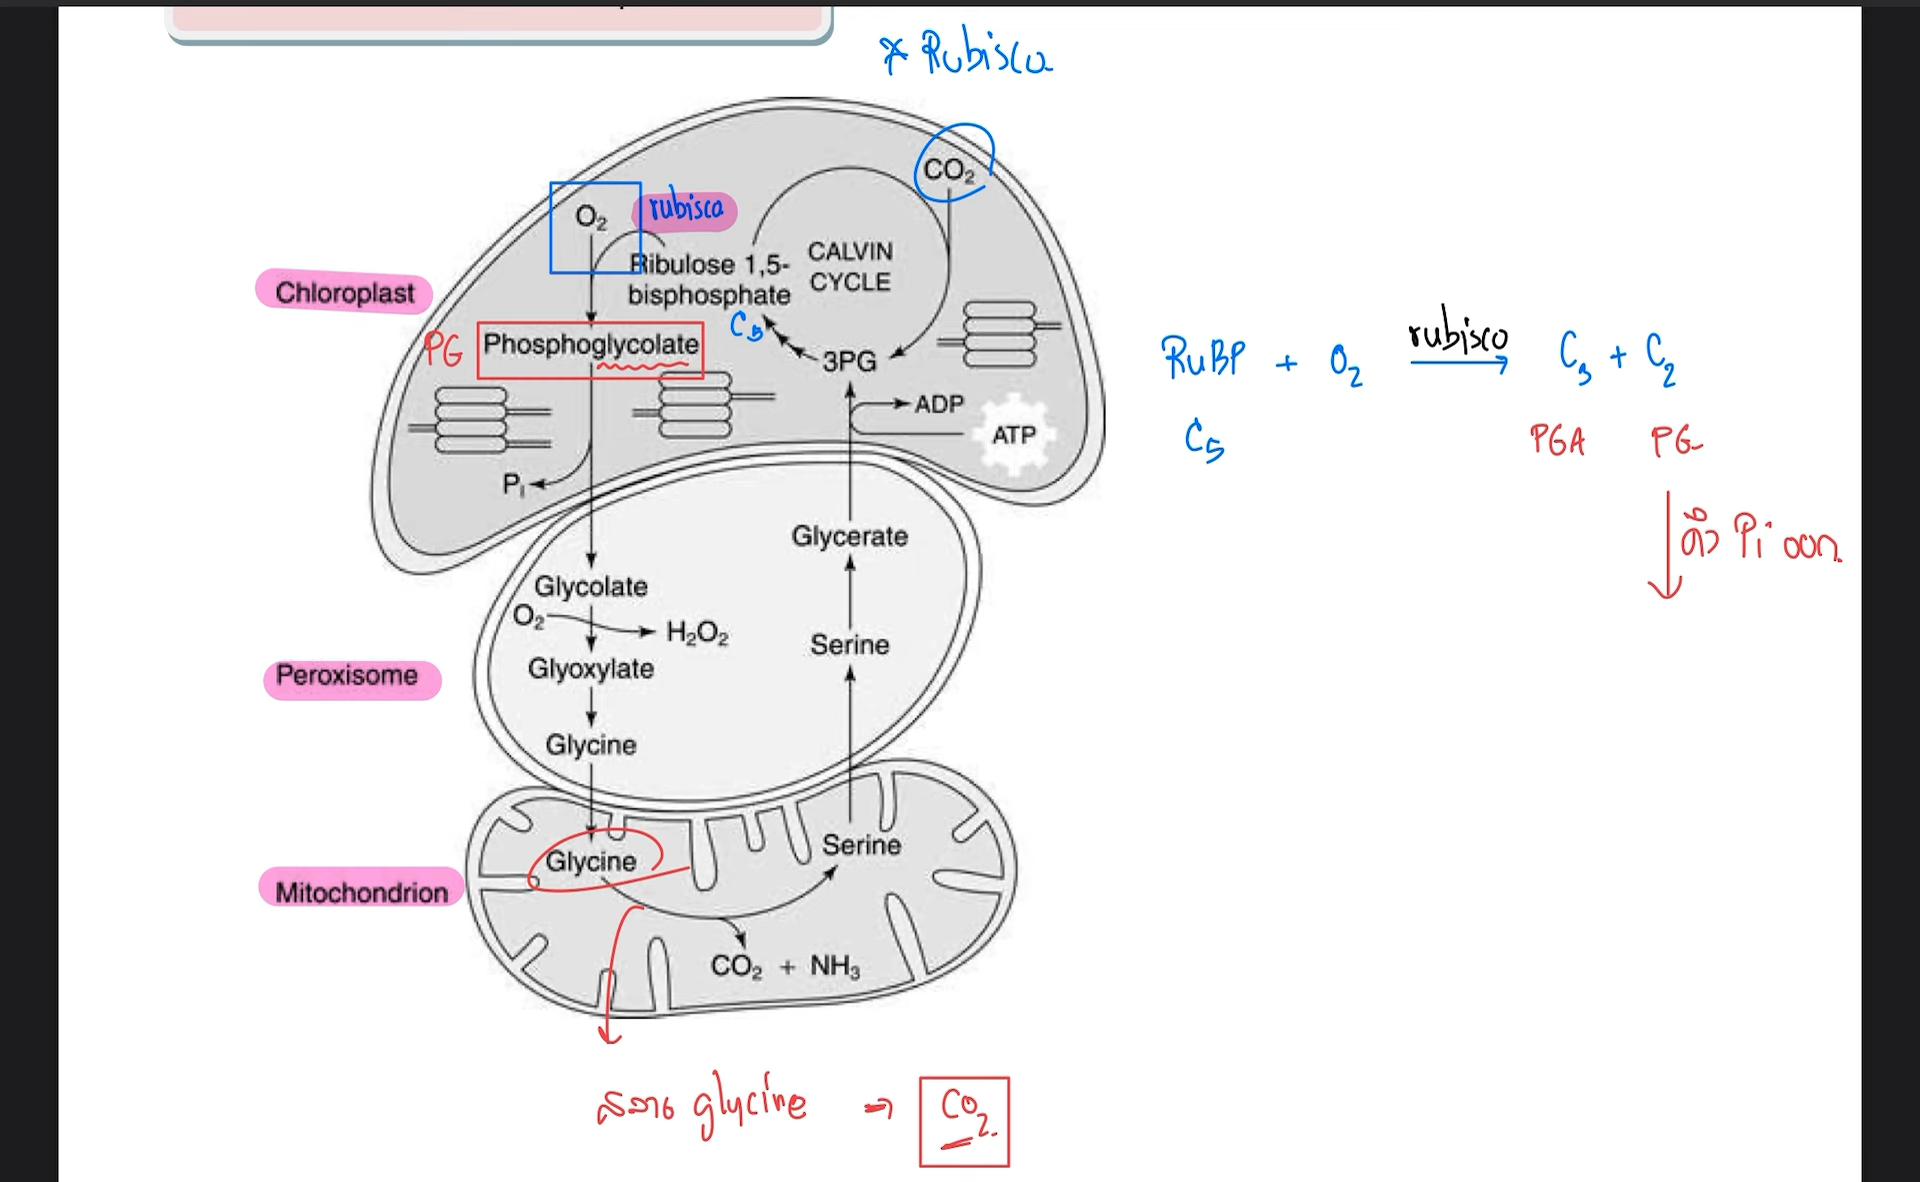 * Rubisco
CO₂
O₂
rubisco
Ribulose 1,5-
bisphosphate
CALVIN
CYCLE
Chloroplast
C₅
PG
Phosphoglycolate
3PG
RuBP + O₂ rubisco C₃ + C₂
C₅
PGA PG
ADP
ATP
Pᵢ
ดึง Pi ออก
Glycerate
Glycolate
O₂
H₂O₂
Serine
Glyoxylate
Peroxisome
Glycine
Glycine
Serine
Mitochondrion
CO₂ + NH₃
สลาย glycine → CO₂